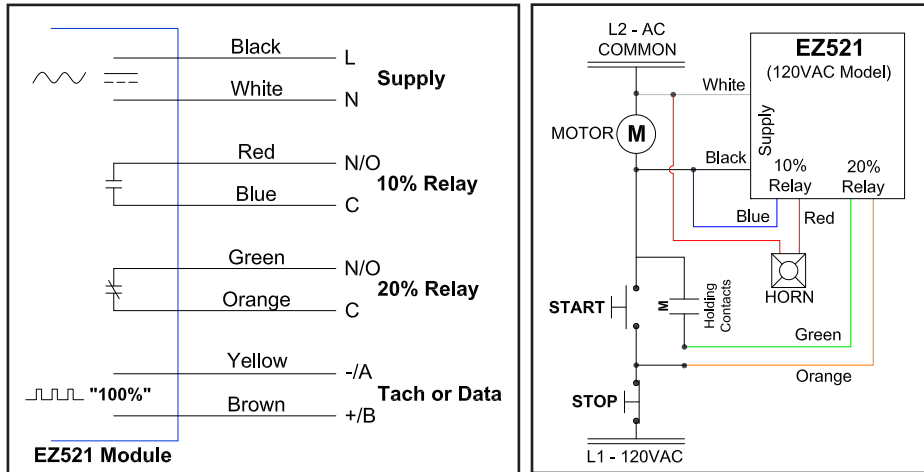 Black
L
Supply
White
N
Red
N/O
10% Relay
Blue
C
Green
N/O
20% Relay
Orange
C
Yellow
-/A
"100%"
Tach or Data
Brown
+/B
EZ521 Module
L2 - AC
COMMON
EZ521
(120VAC Model)
White
MOTOR
M
Supply
Black
10%
Relay
20%
Relay
Blue
Red
HORN
START
M
Holding
Contacts
Green
Orange
STOP
L1 - 120VAC